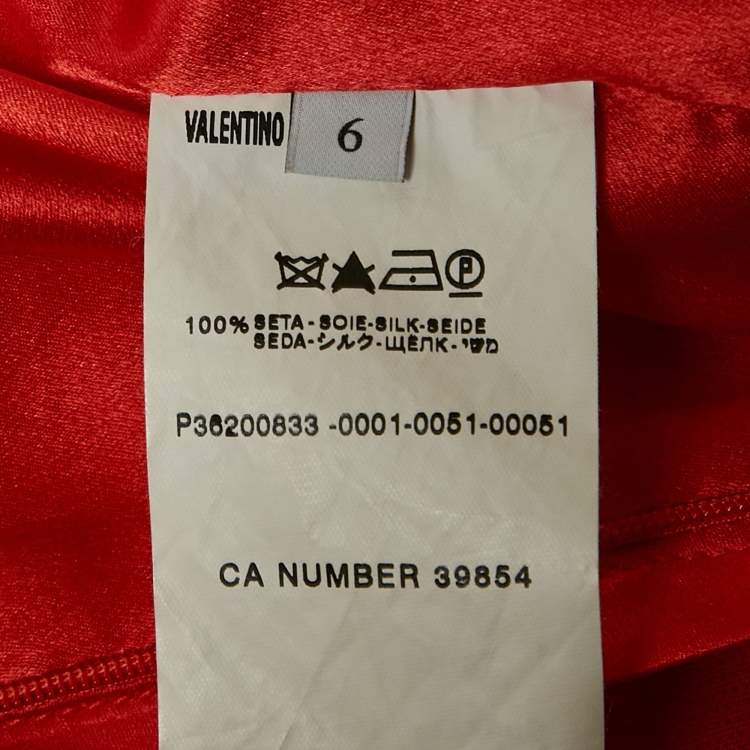 VALENTINO 6
P
100% SETA-SOIE-SILK-SEIDE
SEDA-シルク-ЩЁЛК-משי
P36200833 -0001-0051-00051
CA NUMBER 39854